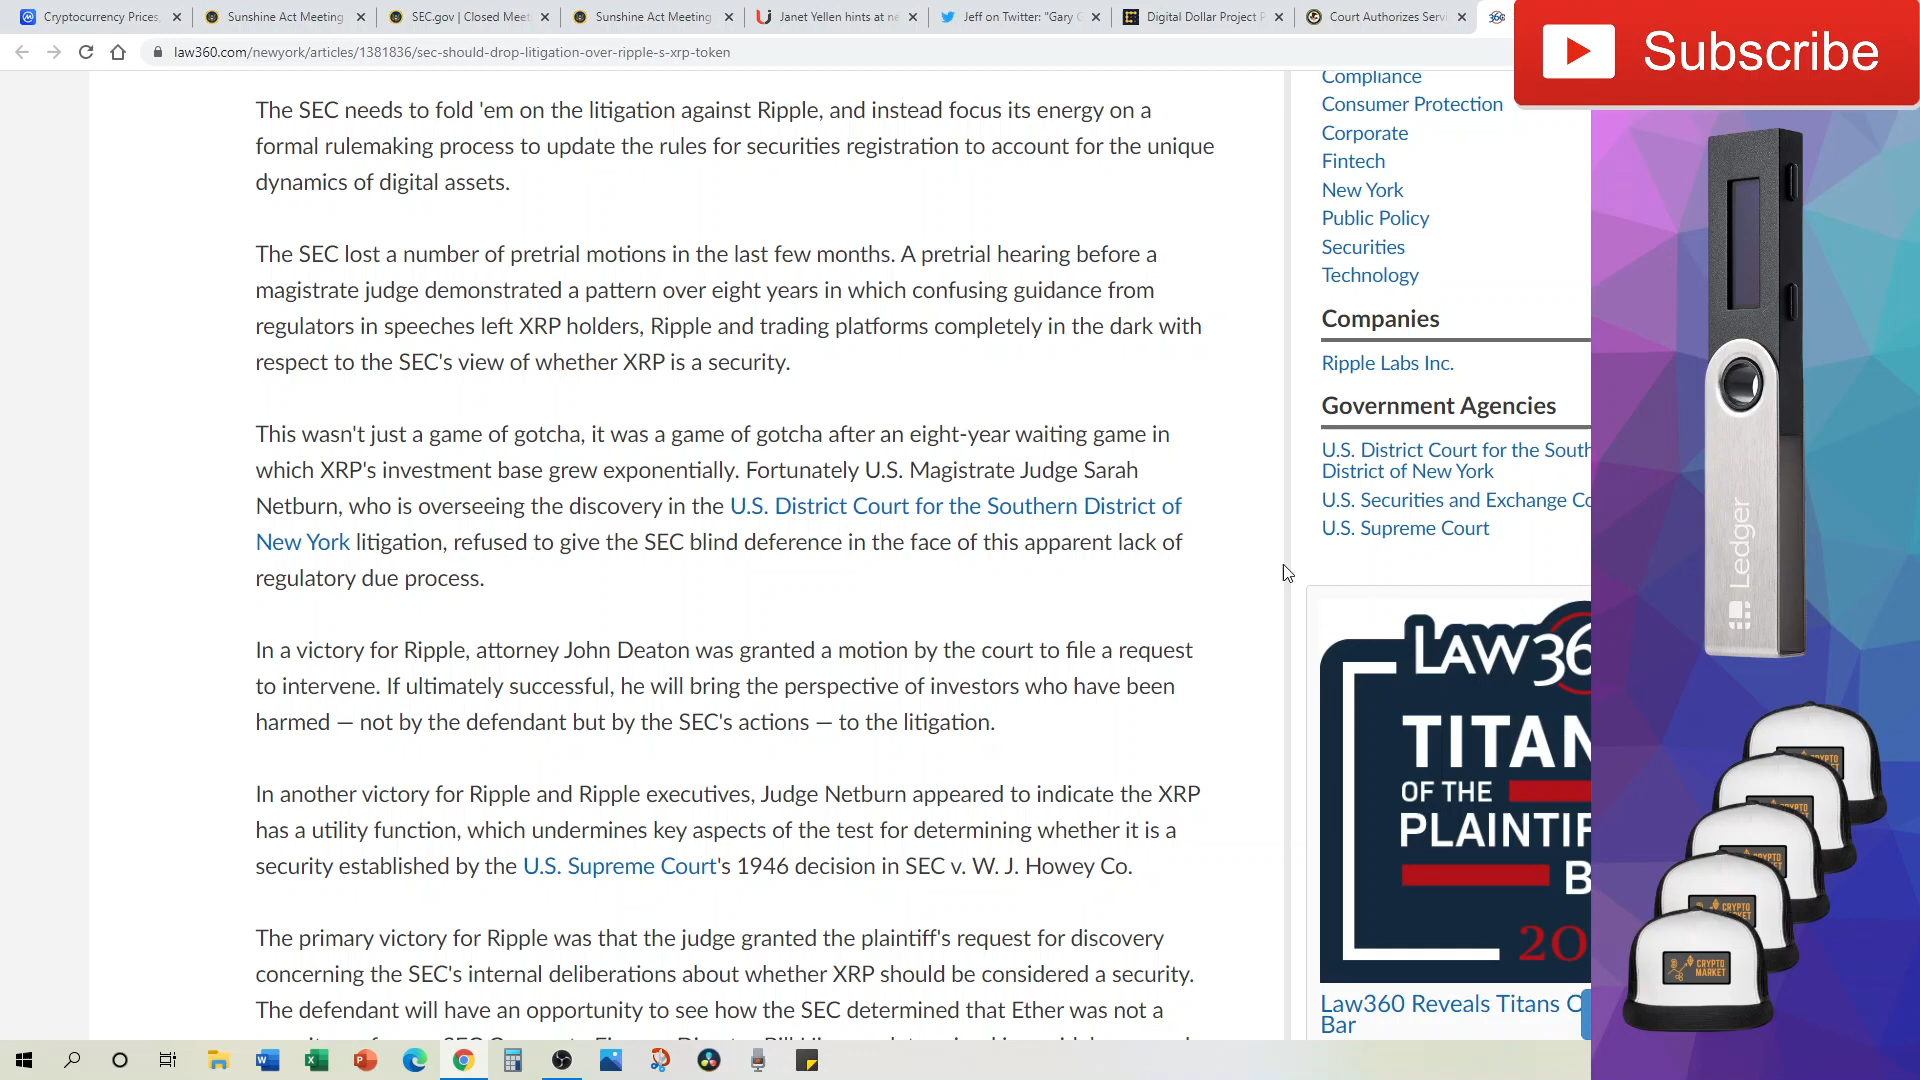 Cryptocurrency Prices,
Sunshine Act Meeting
SEC.gov | Closed Meet
Sunshine Act Meeting
Janet Yellen hints at ne
Jeff on Twitter: "Gary G
Digital Dollar Project P
Court Authorizes Servi
360
law360.com/newyork/articles/1381836/sec-should-drop-litigation-over-ripple-s-xrp-token
Subscribe
The SEC needs to fold 'em on the litigation against Ripple, and instead focus its energy on a
formal rulemaking process to update the rules for securities registration to account for the unique
dynamics of digital assets.
The SEC lost a number of pretrial motions in the last few months. A pretrial hearing before a
magistrate judge demonstrated a pattern over eight years in which confusing guidance from
regulators in speeches left XRP holders, Ripple and trading platforms completely in the dark with
respect to the SEC's view of whether XRP is a security.
This wasn't just a game of gotcha, it was a game of gotcha after an eight-year waiting game in
which XRP's investment base grew exponentially. Fortunately U.S. Magistrate Judge Sarah
Netburn, who is overseeing the discovery in the U.S. District Court for the Southern District of
New York litigation, refused to give the SEC blind deference in the face of this apparent lack of
regulatory due process.
In a victory for Ripple, attorney John Deaton was granted a motion by the court to file a request
to intervene. If ultimately successful, he will bring the perspective of investors who have been
harmed — not by the defendant but by the SEC's actions — to the litigation.
In another victory for Ripple and Ripple executives, Judge Netburn appeared to indicate the XRP
has a utility function, which undermines key aspects of the test for determining whether it is a
security established by the U.S. Supreme Court's 1946 decision in SEC v. W. J. Howey Co.
The primary victory for Ripple was that the judge granted the plaintiff's request for discovery
concerning the SEC's internal deliberations about whether XRP should be considered a security.
The defendant will have an opportunity to see how the SEC determined that Ether was not a
Compliance
Consumer Protection
Corporate
Fintech
New York
Public Policy
Securities
Technology
Companies
Ripple Labs Inc.
Government Agencies
U.S. District Court for the South
District of New York
U.S. Securities and Exchange Co
U.S. Supreme Court
LAW36
TITAN
OF THE
PLAINTIF
B
20
Law360 Reveals Titans O
Bar
Ledger
CRYPTO
MARKET